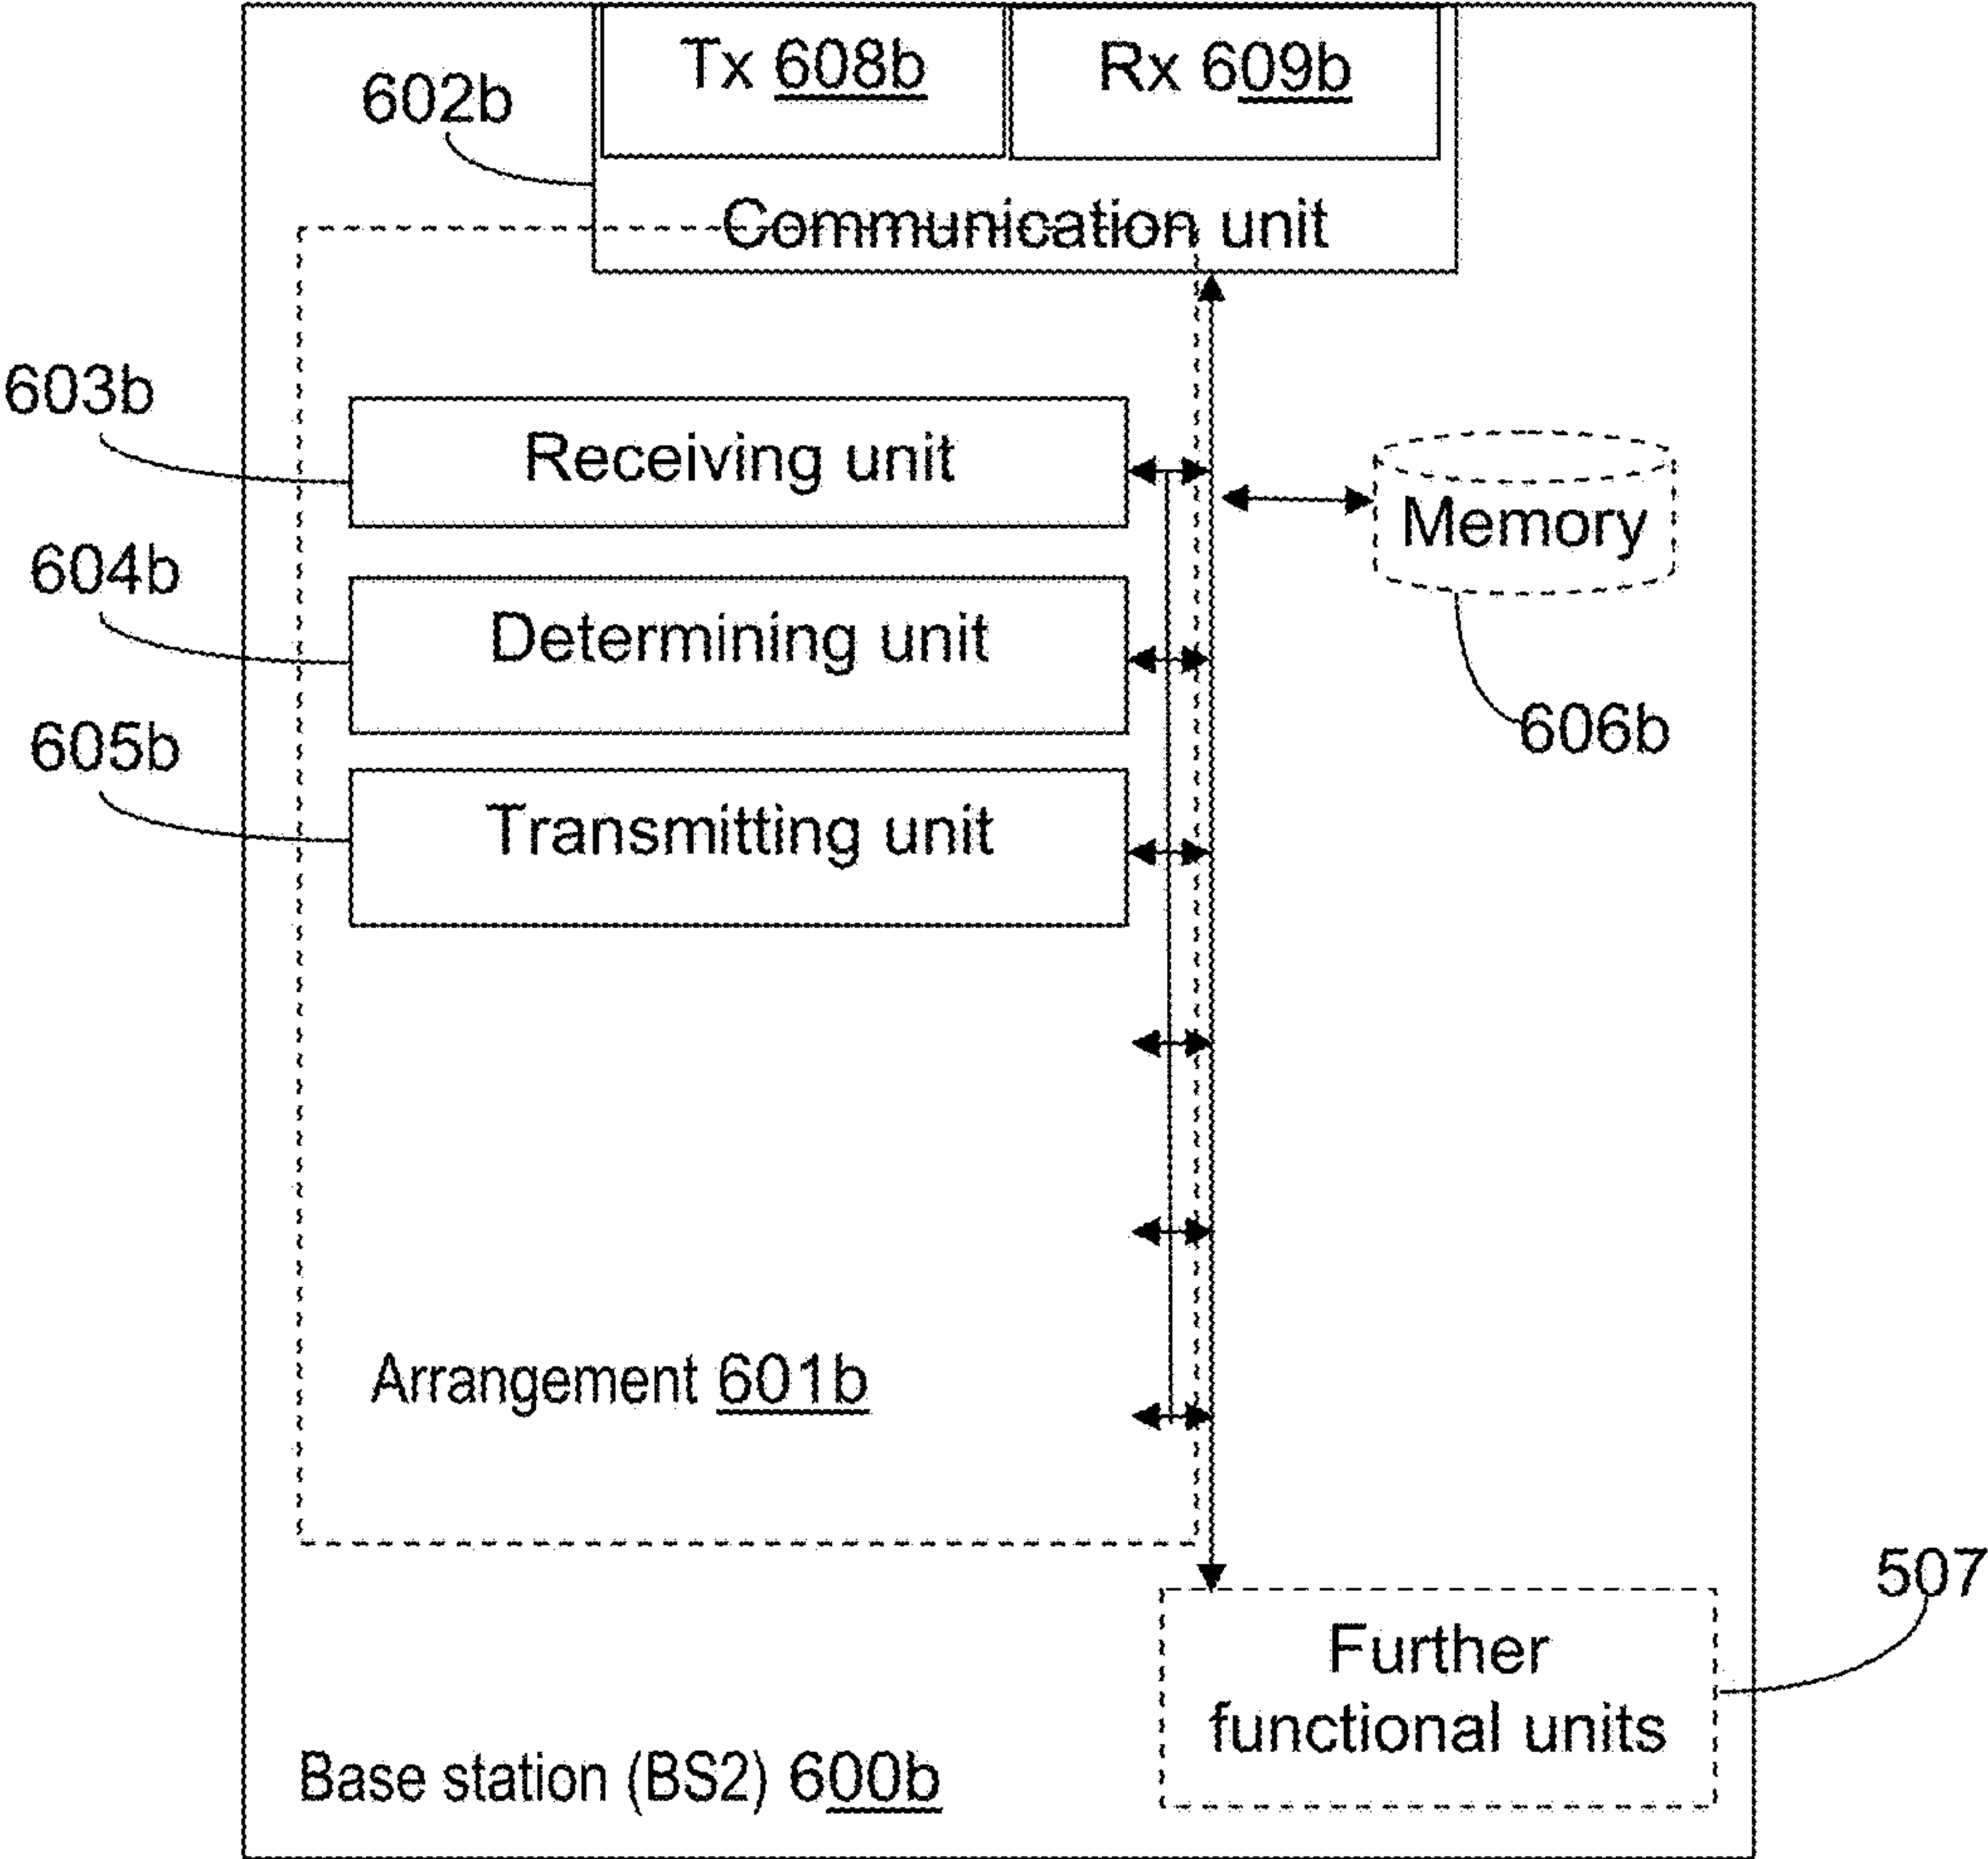 Tx 608b
Rx 609b
602b
Communication unit
603b
Receiving unit
Memory
604b
Determining unit
606b
605b
Transmitting unit
Arrangement 601b
507
Further
functional units
Base station (BS2) 600b